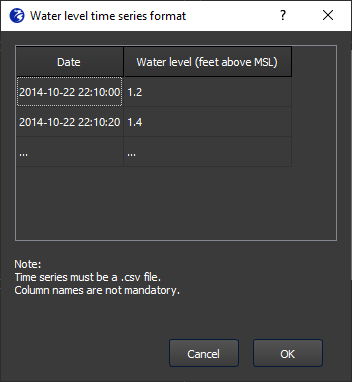 Water level time series format
?
Date Water level (feet above MSL)
2014-10-22 22:10:00 1.2
2014-10-22 22:10:20 1.4
... ...
Note:
Time series must be a .csv file.
Column names are not mandatory.
Cancel OK